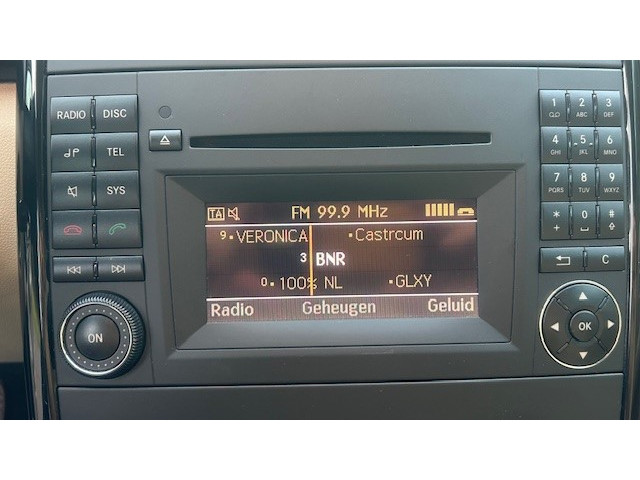 RADIO DISC
TEL
SYS
ON
TA FM 99.9 MHz
9 · VERONICA · Castrcum
3 BNR
0 · 100% NL · GLXY
Radio Geheugen Geluid
1 2 ABC 3 DEF
4 GHI 5 JKL 6 MNO
7 PQRS 8 TUV 9 WXYZ
* + 0 #
C
OK